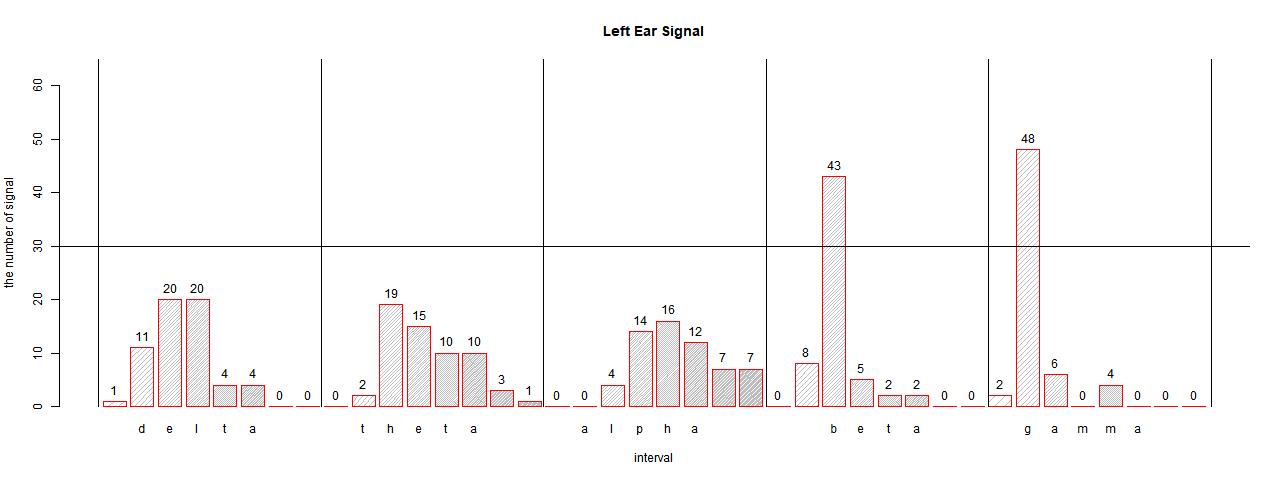 Left Ear Signal
the number of signal
60
50
40
30
20
10
0
1 11 20 20 4 4 0 0 0 2 19 15 10 10 3 1 0 0 4 14 16 12 7 7 0 8 43 5 2 2 0 0 2 48 6 0 4 0 0 0
d e l t a t h e t a a l p h a b e t a g a m m a
interval